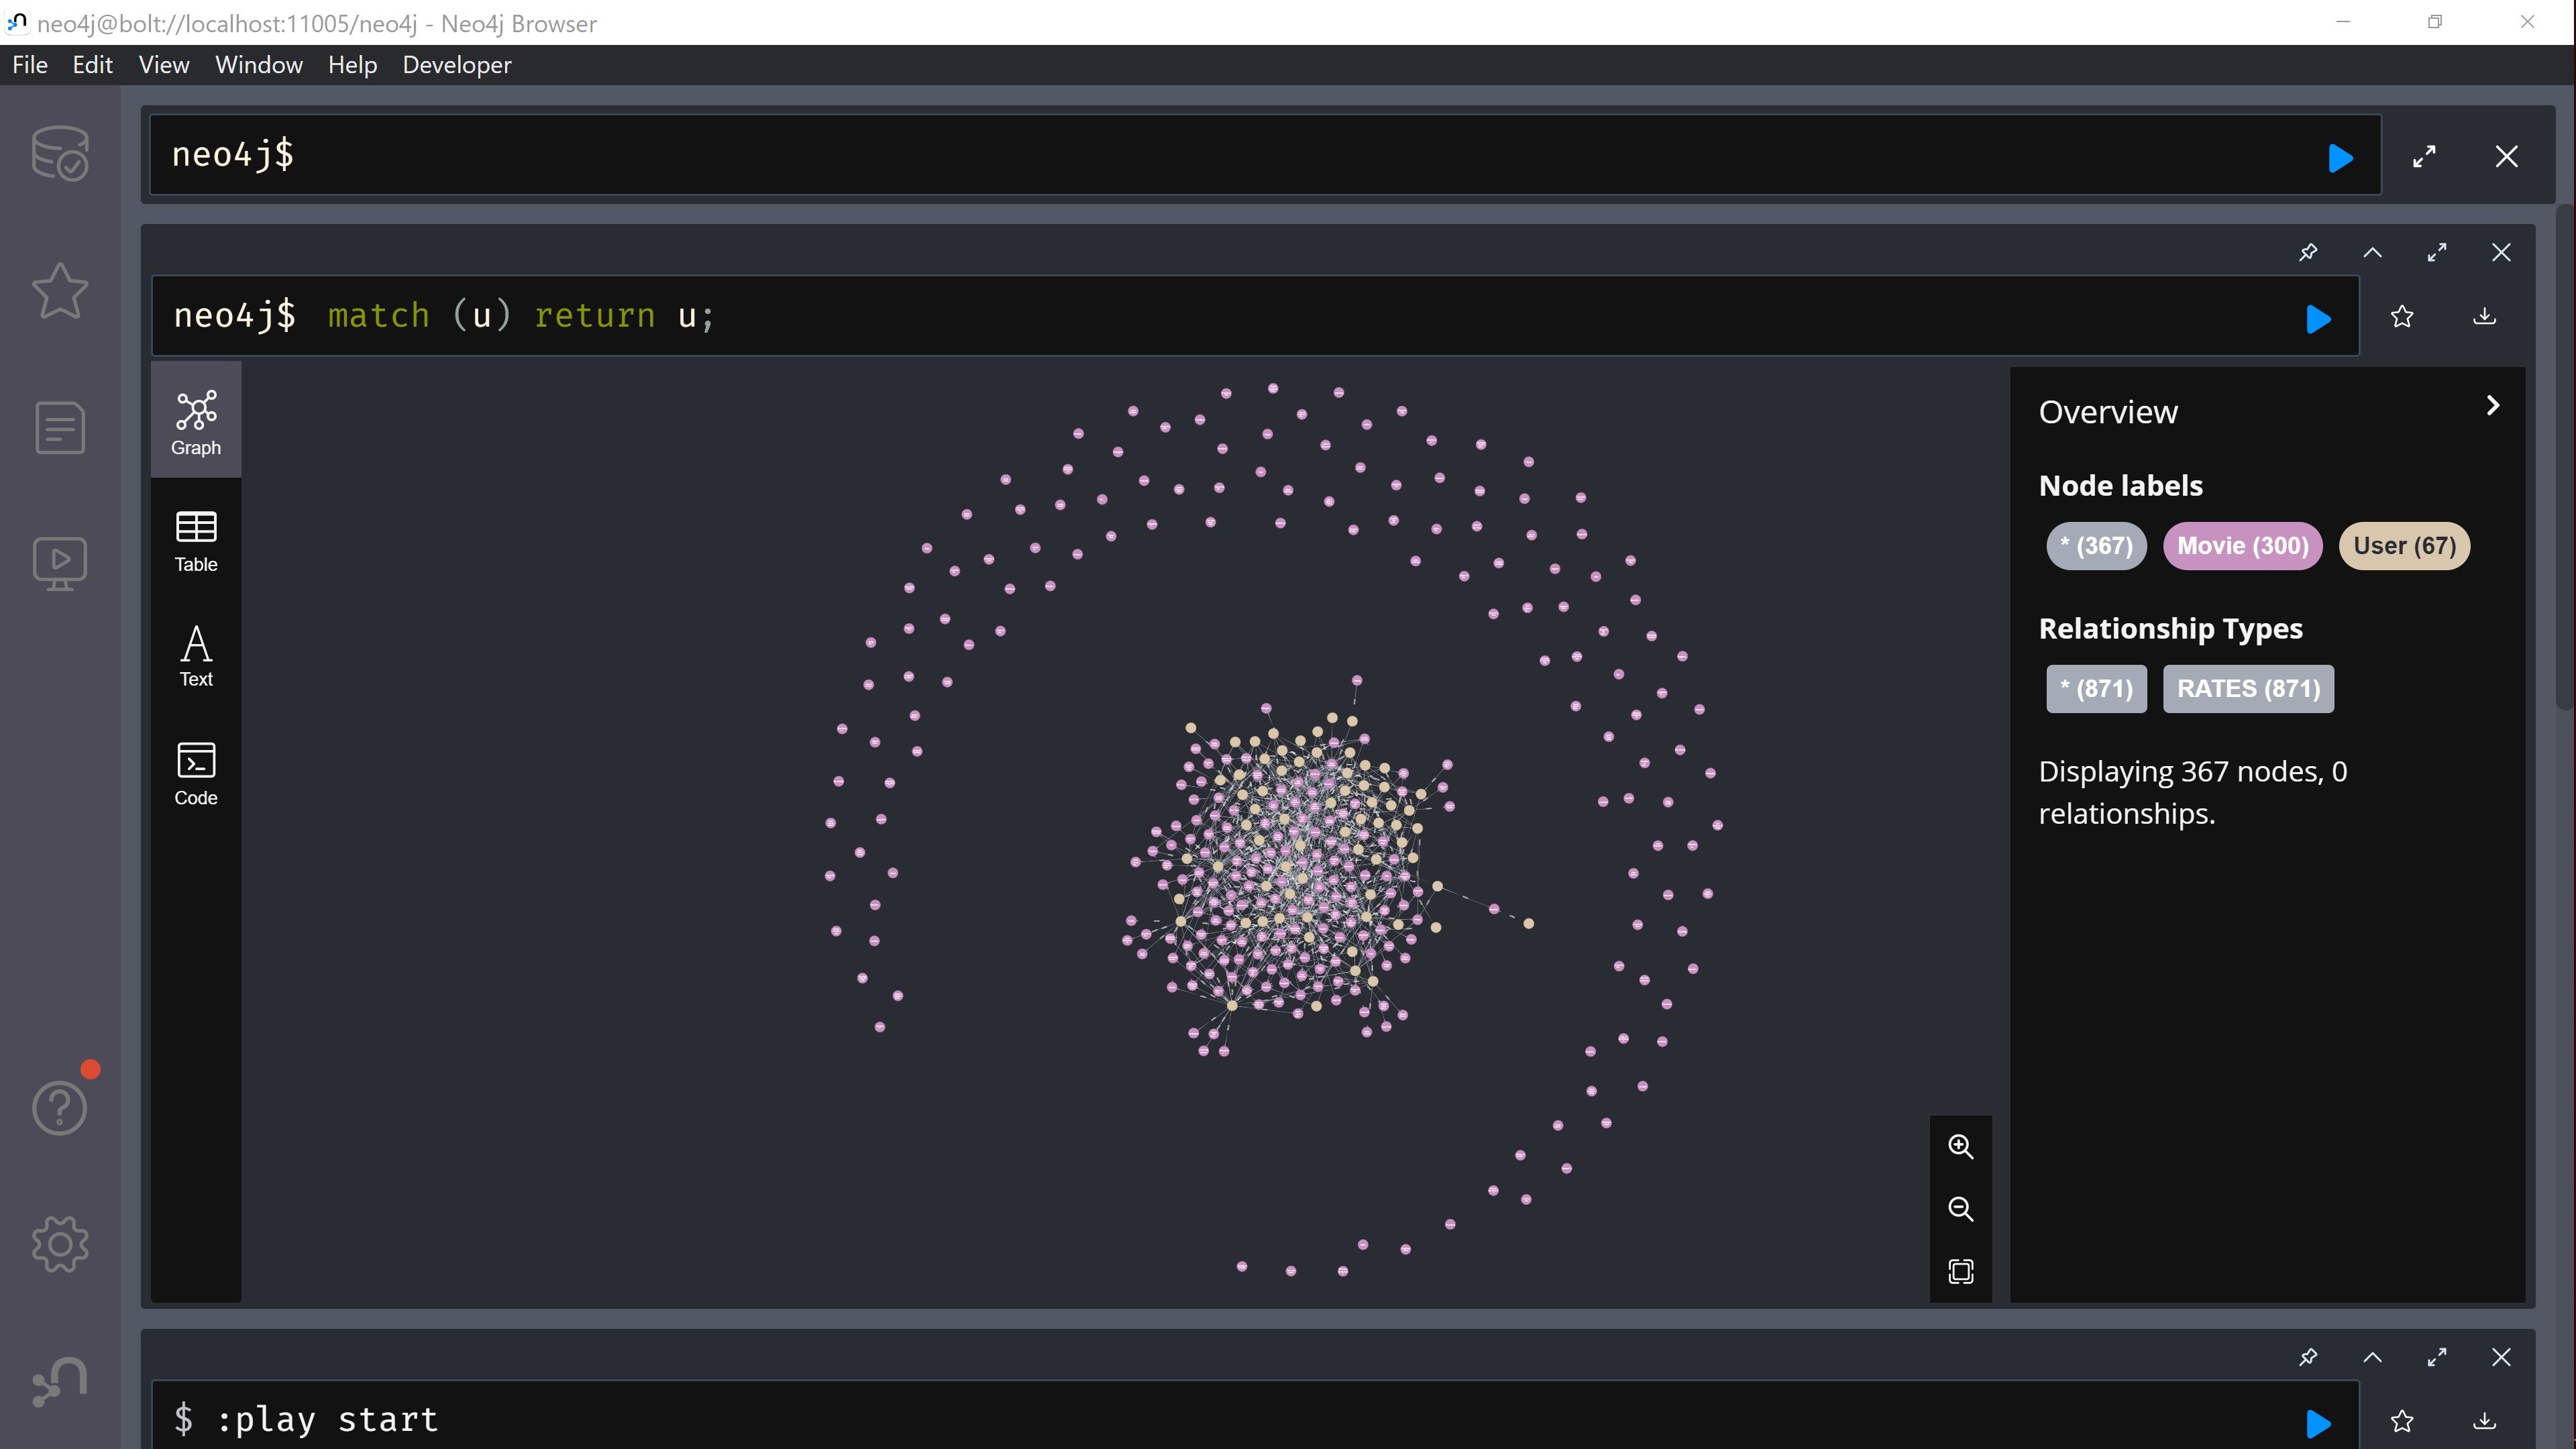 neo4j@bolt://localhost:11005/neo4j - Neo4j Browser
File Edit View Window Help Developer
neo4j$
neo4j$ match (u) return u;
Graph
Table
Text
Code
Overview
Node labels
* (367) Movie (300) User (67)
Relationship Types
* (871) RATES (871)
Displaying 367 nodes, 0
relationships.
$ :play start